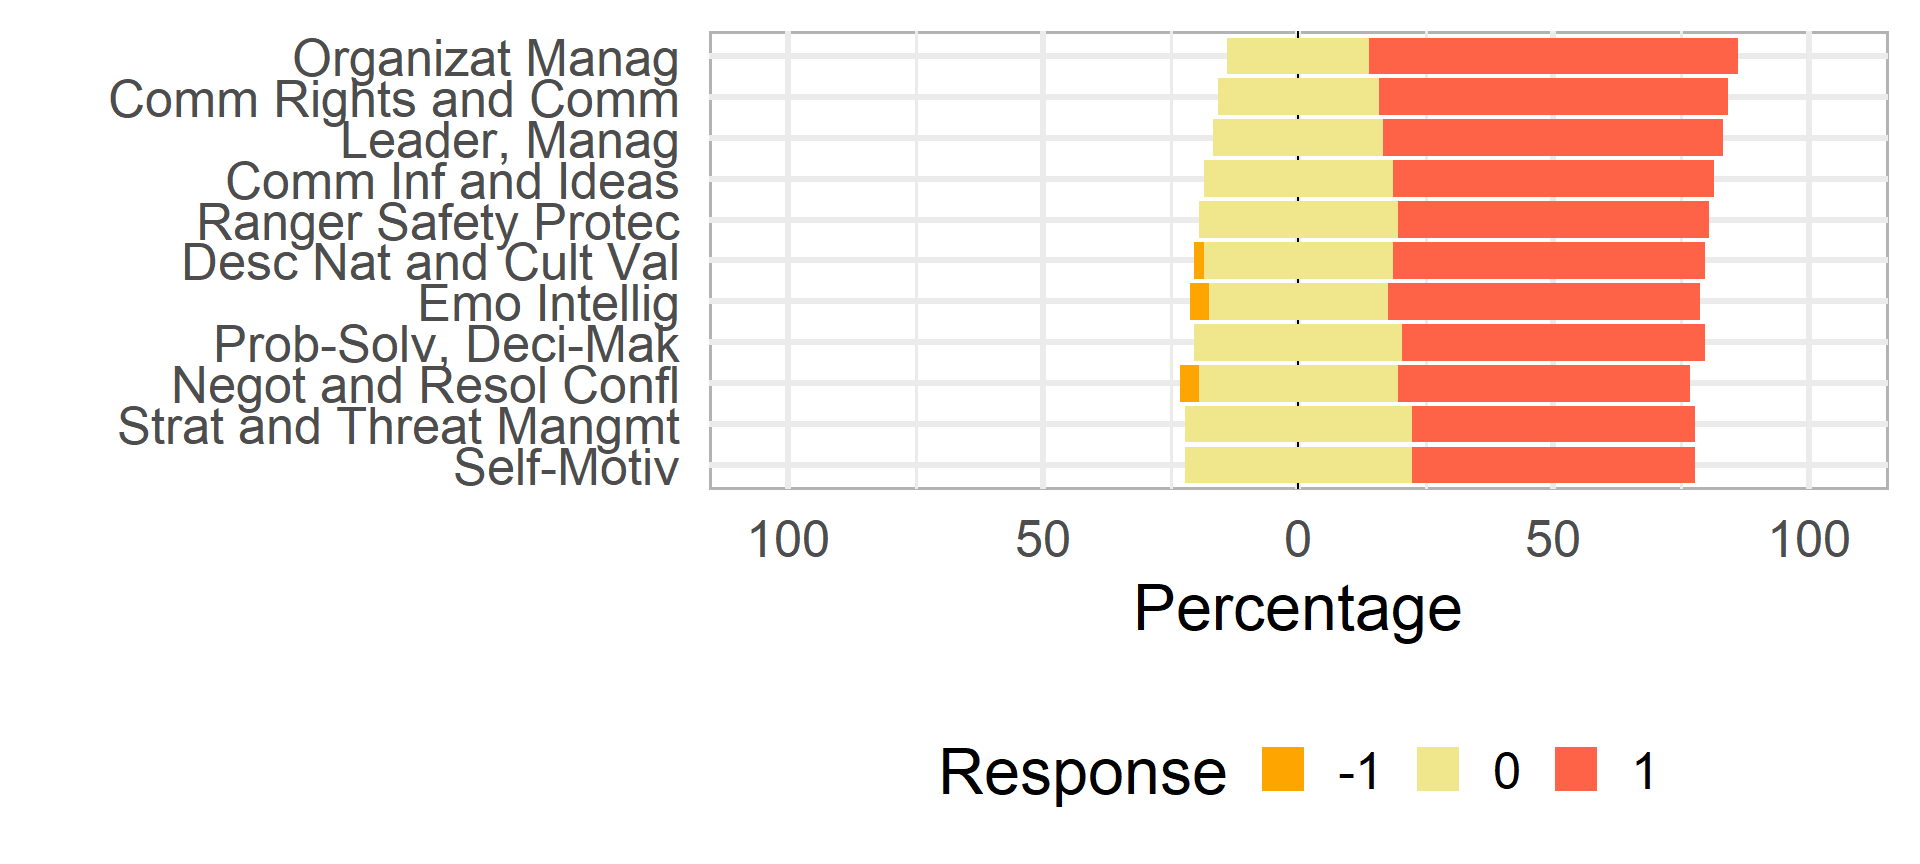 Organizat Manag
Comm Rights and Comm
Leader, Manag
Comm Inf and Ideas
Ranger Safety Protec
Desc Nat and Cult Val
Emo Intellig
Prob-Solv, Deci-Mak
Negot and Resol Confl
Strat and Threat Mangmt
Self-Motiv
100 50 0 50 100
Percentage
Response -1 0 1